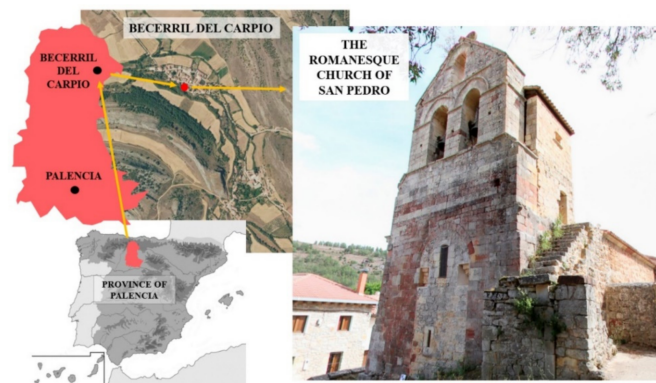 BECERRIL DEL CARPIO
BECERRIL
DEL
CARPIO
PALENCIA
PROVINCE OF
PALENCIA
THE
ROMANESQUE
CHURCH OF
SAN PEDRO